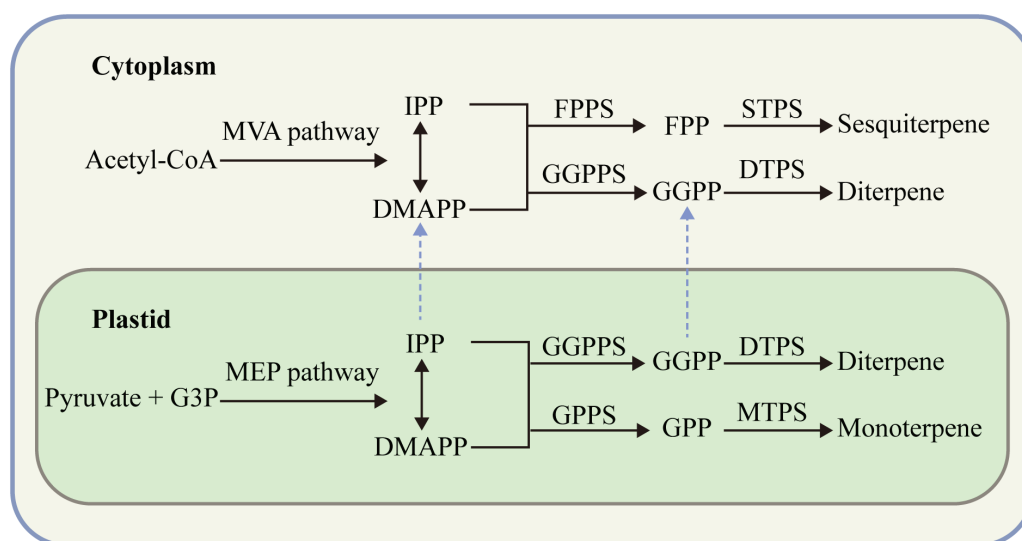 Cytoplasm
IPP
FPPS
STPS
MVA pathway
FPP
Sesquiterpene
Acetyl-CoA
GGPPS
DTPS
DMAPP
GGPP
Diterpene
Plastid
IPP
GGPPS
DTPS
MEP pathway
GGPP
Diterpene
Pyruvate + G3P
GPPS
MTPS
DMAPP
GPP
Monoterpene